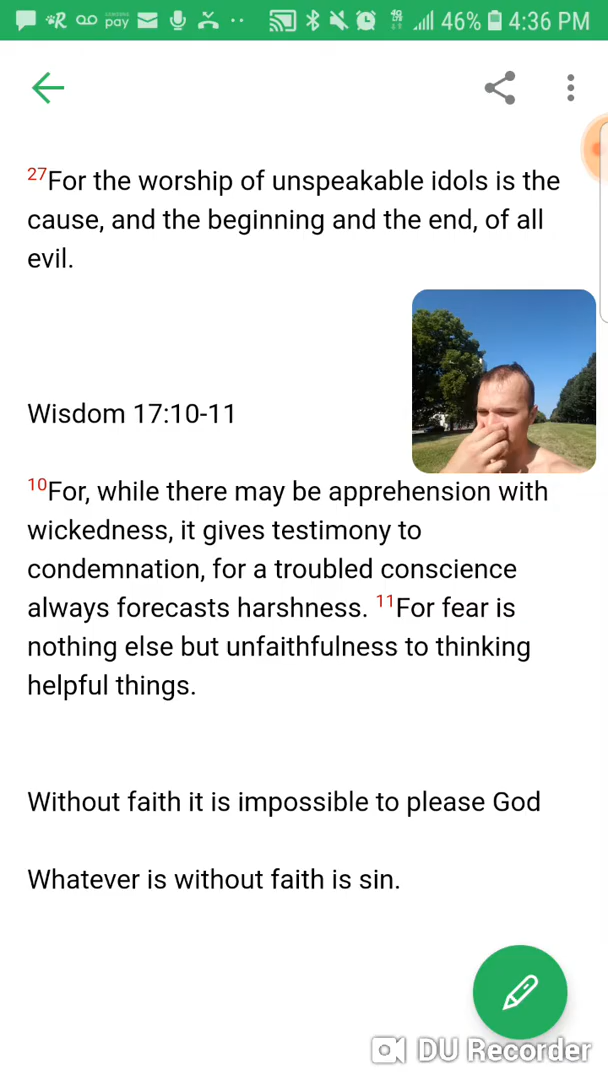 R pay 4G LTE 46% 4:36 PM
27For the worship of unspeakable idols is the
cause, and the beginning and the end, of all
evil.
Wisdom 17:10-11
10For, while there may be apprehension with
wickedness, it gives testimony to
condemnation, for a troubled conscience
always forecasts harshness. 11For fear is
nothing else but unfaithfulness to thinking
helpful things.
Without faith it is impossible to please God
Whatever is without faith is sin.
DU Recorder